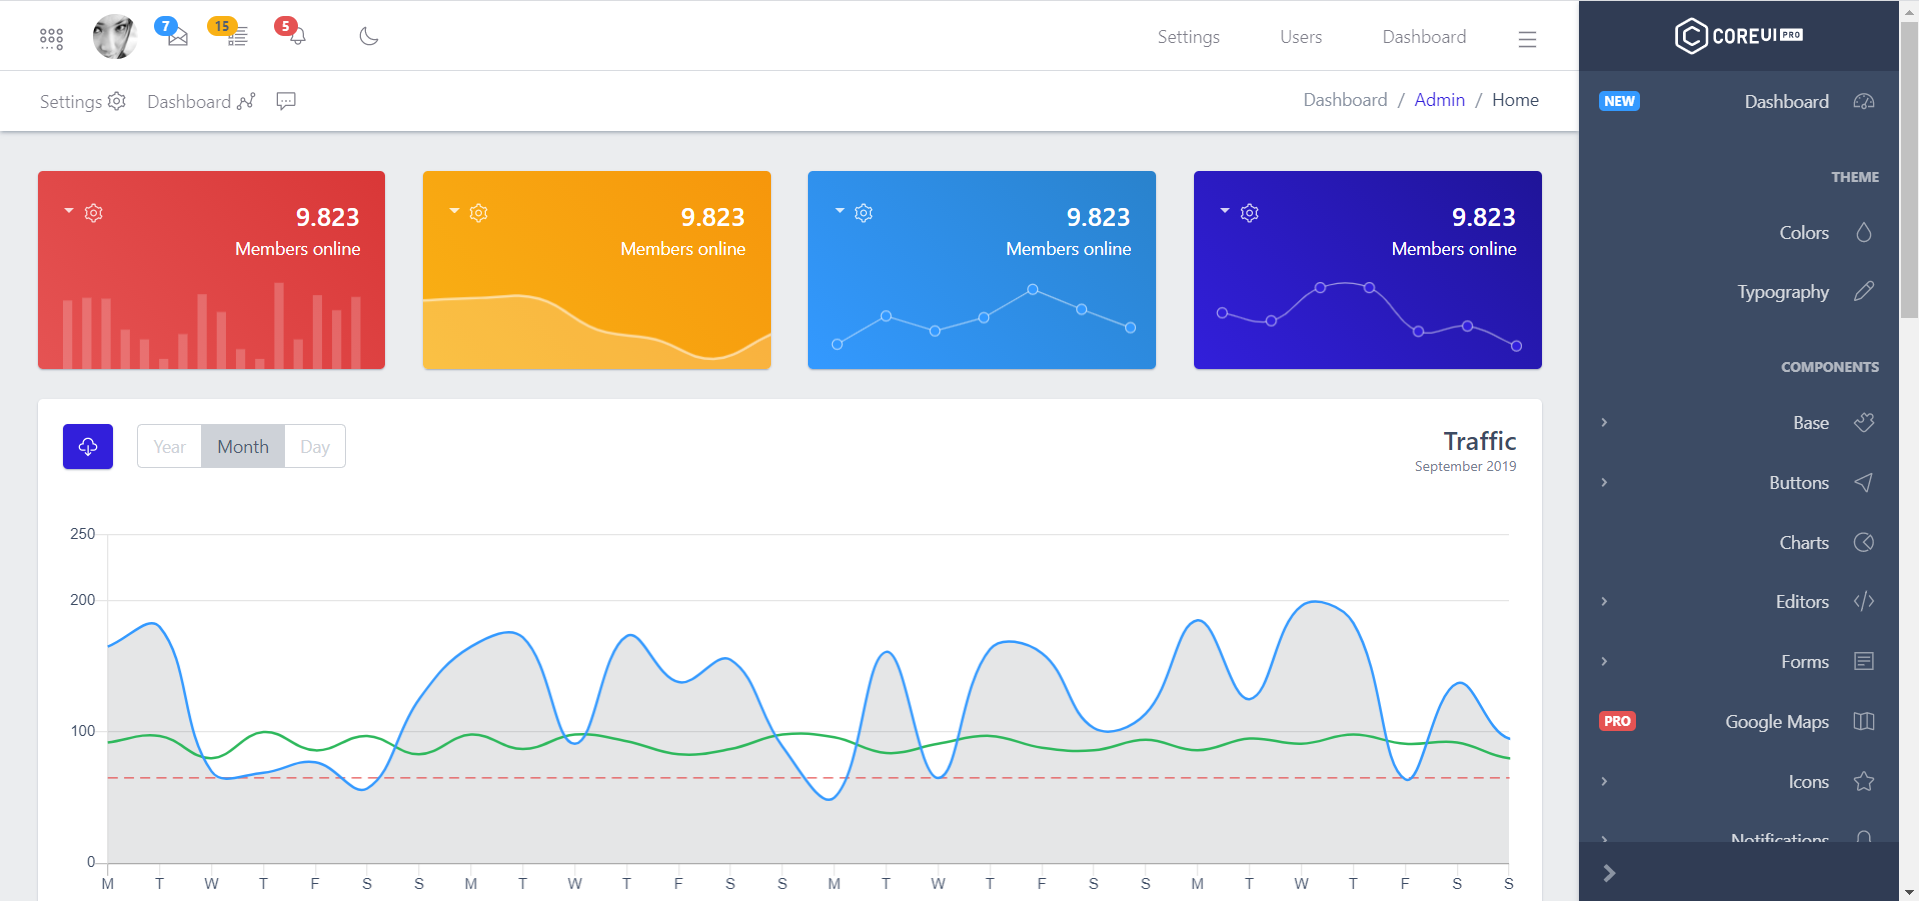 7
15
5
Settings
Users
Dashboard
COREUI PRO
Settings
Dashboard
Dashboard / Admin / Home
NEW
Dashboard
THEME
Colors
Typography
COMPONENTS
Base
Buttons
Charts
Editors
Forms
PRO
Google Maps
Icons
Notifications
9.823
Members online
9.823
Members online
9.823
Members online
9.823
Members online
Year
Month
Day
Traffic
September 2019
250
200
100
0
M T W T F S S M T W T F S S M T W T F S S M T W T F S S